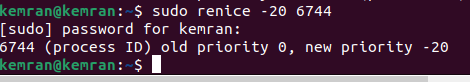 kemran@kemran:~$ sudo renice -20 6744
[sudo] password for kemran:
6744 (process ID) old priority 0, new priority -20
kemran@kemran:~$